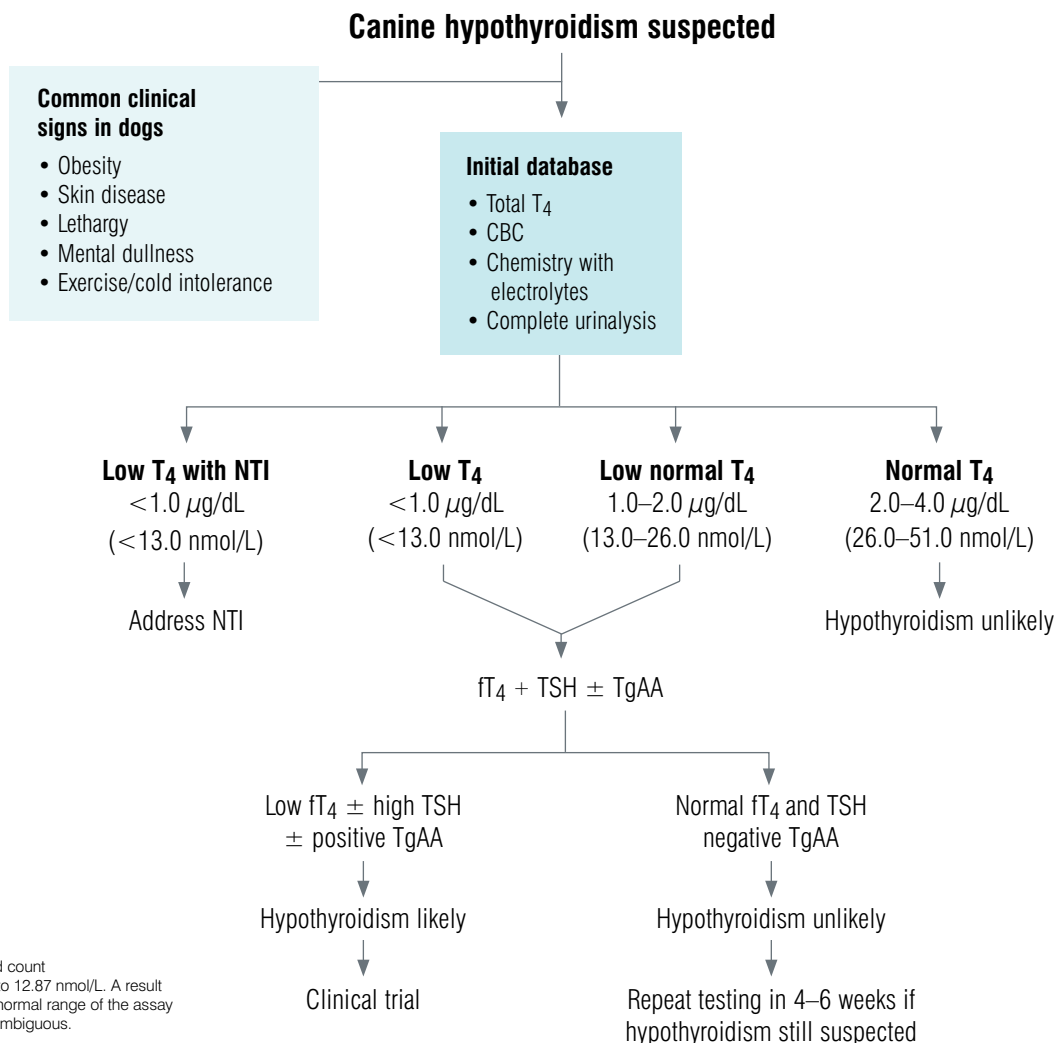 Canine hypothyroidism suspected
Common clinical
signs in dogs
• Obesity
• Skin disease
• Lethargy
• Mental dullness
• Exercise/cold intolerance
Initial database
• Total T4
• CBC
• Chemistry with
electrolytes
• Complete urinalysis
Low T4 with NTI
<1.0 µg/dL
(<13.0 nmol/L)
Address NTI
Low T4
<1.0 µg/dL
(<13.0 nmol/L)
Low normal T4
1.0–2.0 µg/dL
(13.0–26.0 nmol/L)
Normal T4
2.0–4.0 µg/dL
(26.0–51.0 nmol/L)
Hypothyroidism unlikely
fT4 + TSH ± TgAA
Low fT4 ± high TSH
± positive TgAA
Hypothyroidism likely
Clinical trial
Normal fT4 and TSH
negative TgAA
Hypothyroidism unlikely
Repeat testing in 4–6 weeks if
hypothyroidism still suspected
count
to 12.87 nmol/L. A result
normal range of the assay